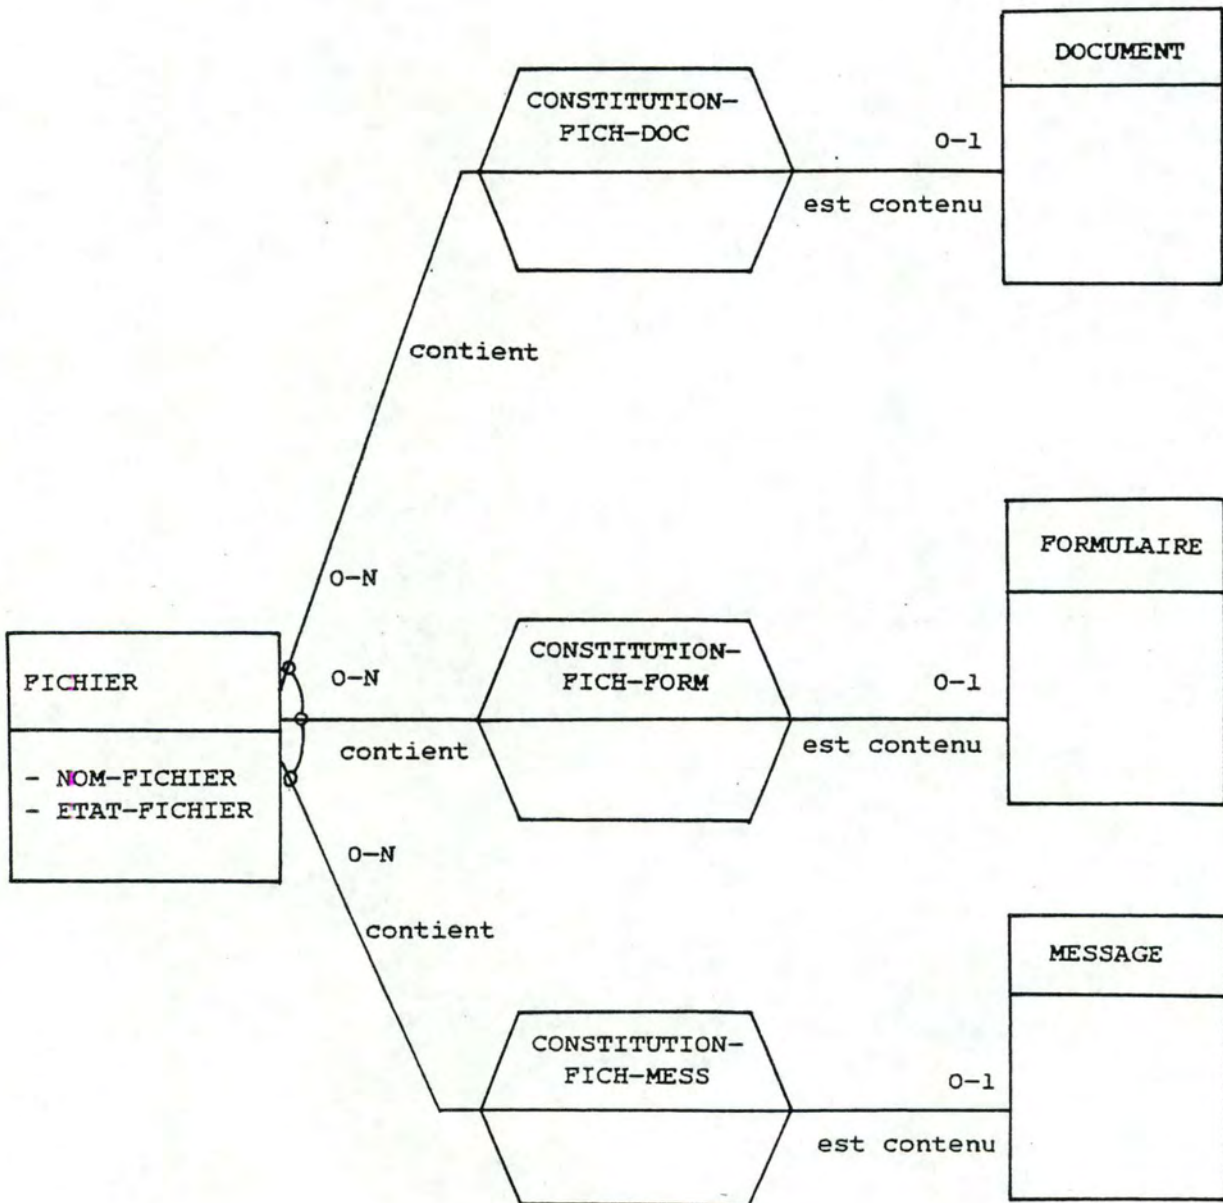 DOCUMENT
CONSTITUTION-
FICH-DOC
0-1
est contenu
contient
0-N
FORMULAIRE
CONSTITUTION-
FICH-FORM
0-N
0-1
FICHIER
contient
est contenu
- NOM-FICHIER
- ETAT-FICHIER
0-N
contient
MESSAGE
CONSTITUTION-
FICH-MESS
0-1
est contenu